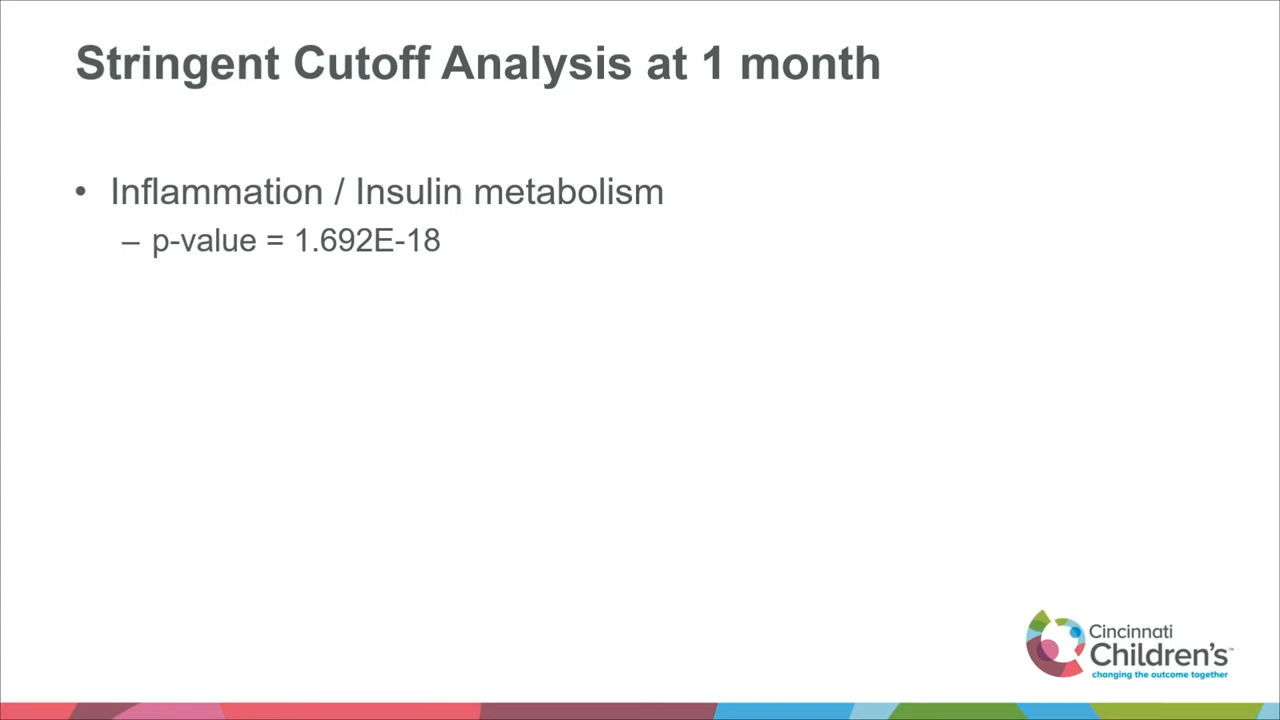 Stringent Cutoff Analysis at 1 month
• Inflammation / Insulin metabolism
– p-value = 1.692E-18
Cincinnati
Children's™
changing the outcome together